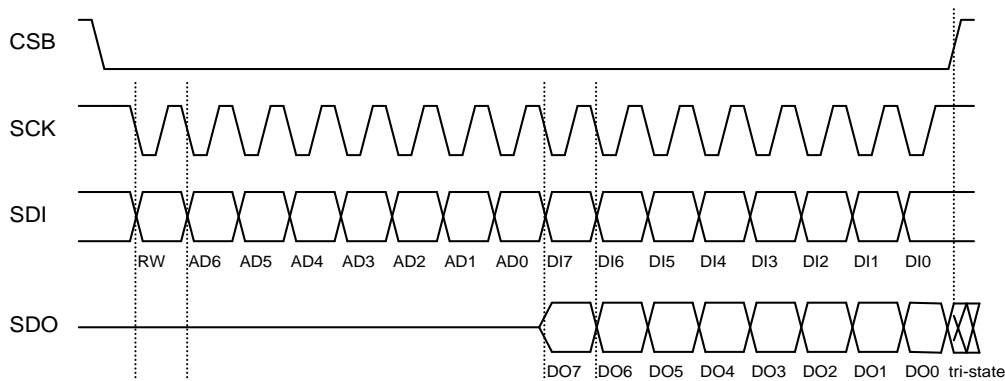 CSB
SCK
SDI
RW AD6 AD5 AD4 AD3 AD2 AD1 AD0 DI7 DI6 DI5 DI4 DI3 DI2 DI1 DI0
SDO
DO7 DO6 DO5 DO4 DO3 DO2 DO1 DO0 tri-state